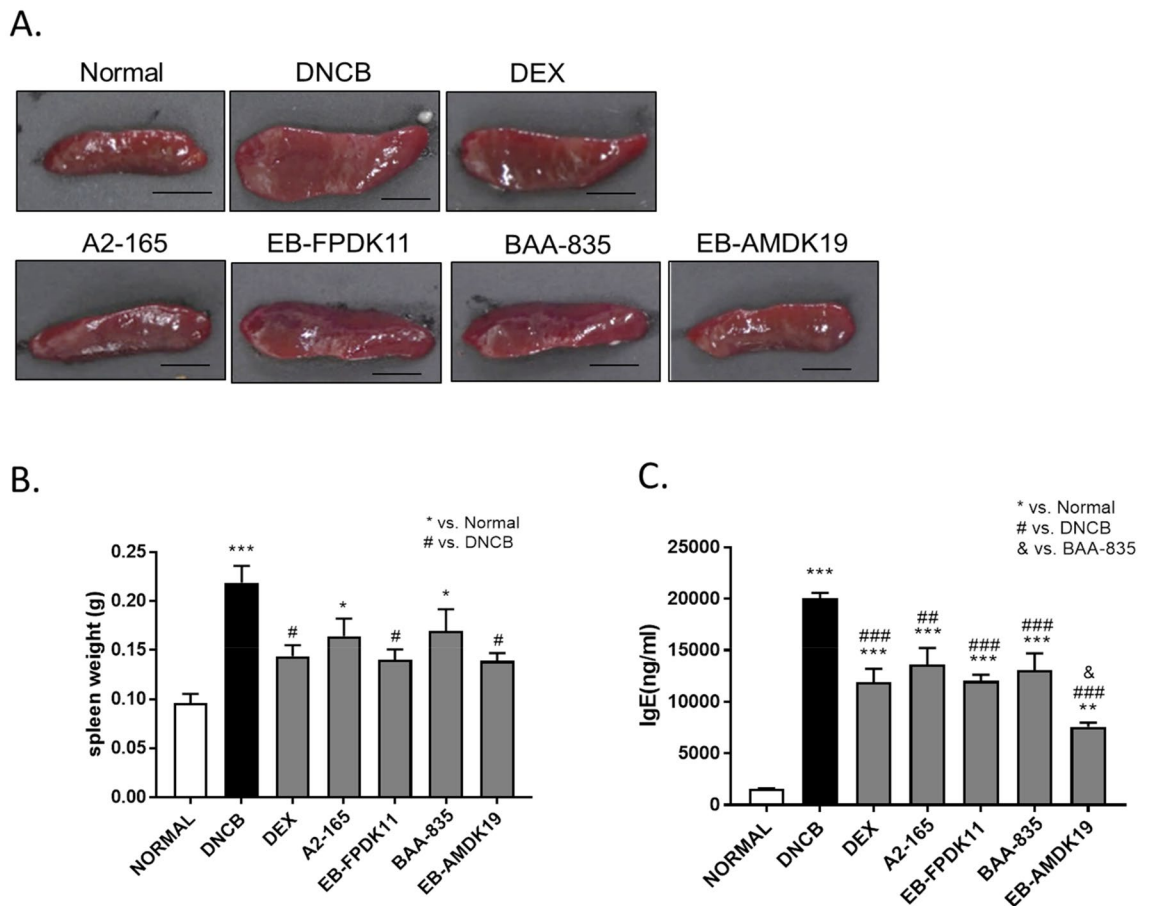 A.
Normal DNCB DEX
A2-165 EB-FPDK11 BAA-835 EB-AMDK19
B.
* vs. Normal
# vs. DNCB
spleen weight (g)
0.25
0.20
0.15
0.10
0.05
0.00
***
#
*
#
*
#
NORMAL
DNCB
DEX
A2-165
EB-FPDK11
BAA-835
EB-AMDK19
C.
* vs. Normal
# vs. DNCB
& vs. BAA-835
IgE(ng/ml)
25000
20000
15000
10000
5000
0
***
###
***
##
***
###
***
###
***
&
###
**
NORMAL
DNCB
DEX
A2-165
EB-FPDK11
BAA-835
EB-AMDK19